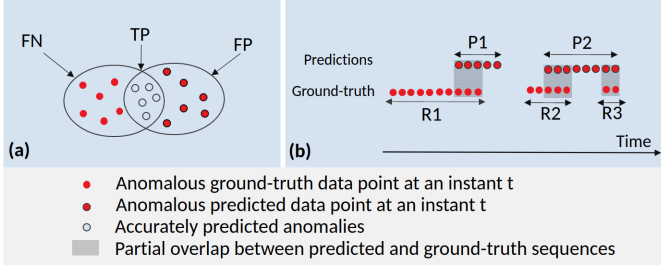 FN
TP
FP
(a)
P1
P2
Predictions
Ground-truth
R1
R2
R3
Time
(b)
Anomalous ground-truth data point at an instant t
Anomalous predicted data point at an instant t
Accurately predicted anomalies
Partial overlap between predicted and ground-truth sequences